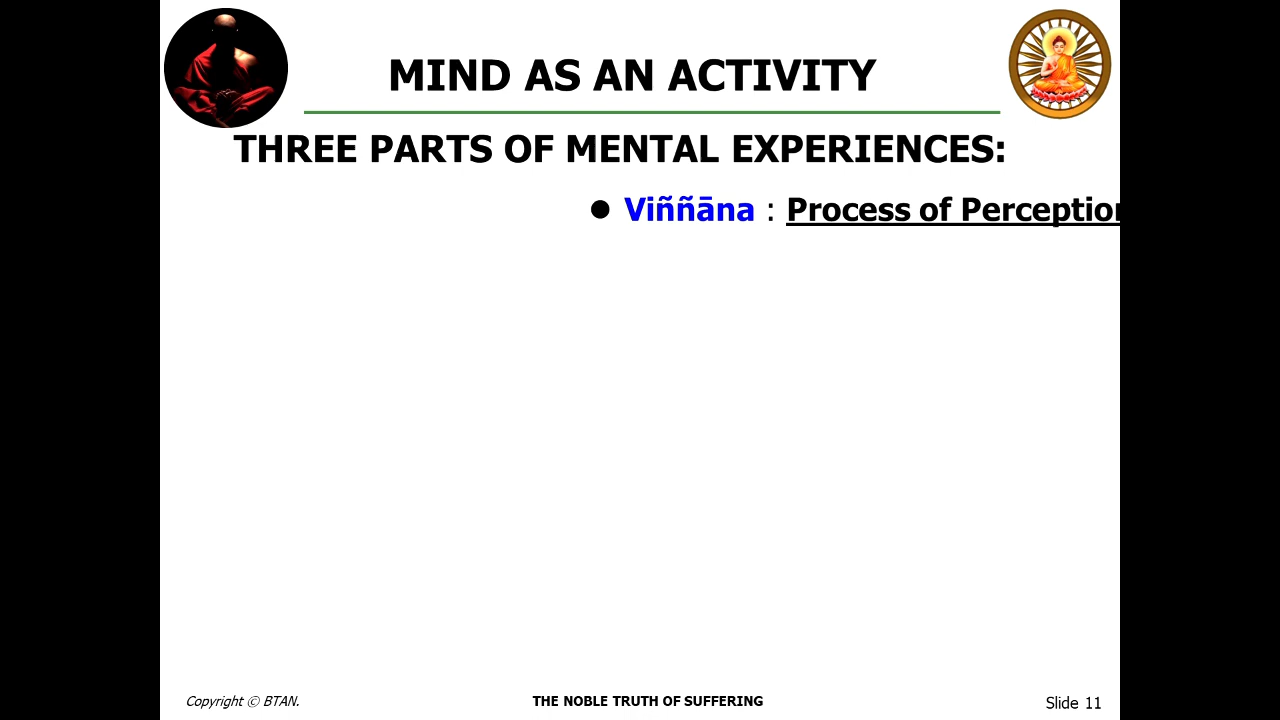 MIND AS AN ACTIVITY
THREE PARTS OF MENTAL EXPERIENCES:
● Viññāna : Process of Perception
Copyright © BTAN.
THE NOBLE TRUTH OF SUFFERING
Slide 11